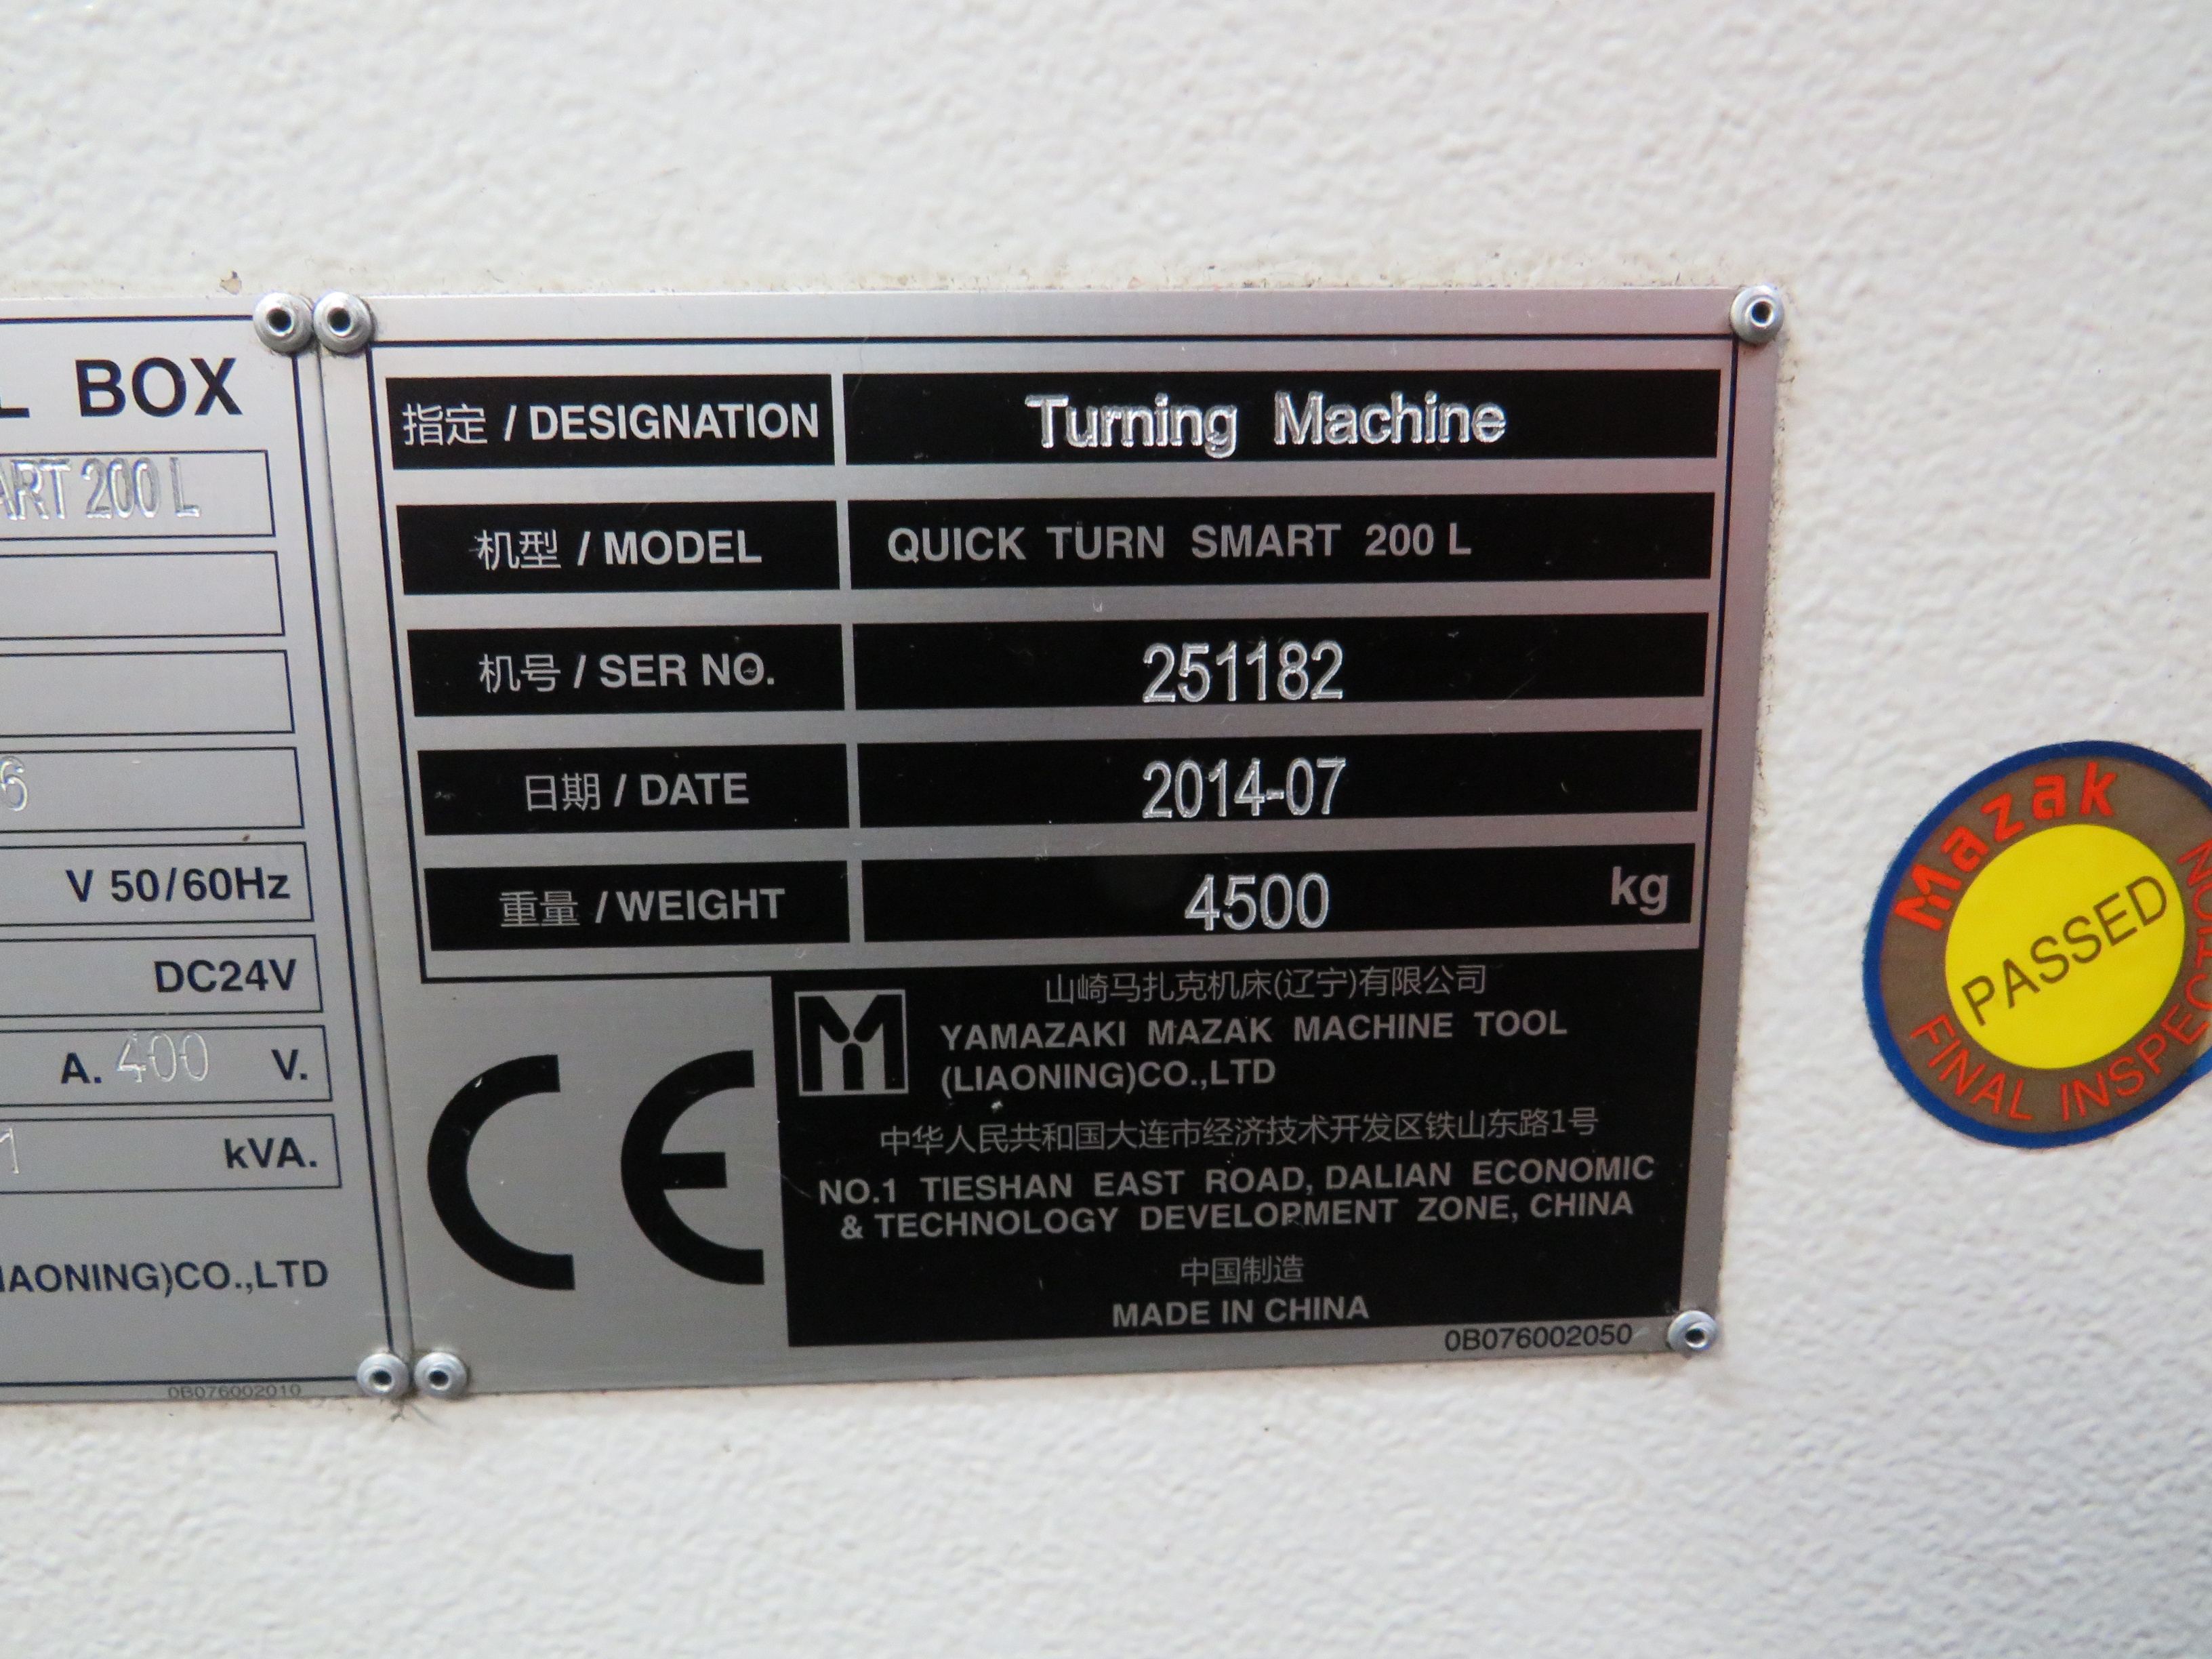 L BOX
ART 200 L
6
V 50/60Hz
DC24V
A. 400 V.
1 kVA.
IAONING)CO.,LTD
0B076002010
指定 / DESIGNATION Turning Machine
机型 / MODEL QUICK TURN SMART 200 L
机号 / SER NO. 251182
日期 / DATE 2014-07
重量 / WEIGHT 4500 kg
CE
山崎马扎克机床(辽宁)有限公司
YAMAZAKI MAZAK MACHINE TOOL
(LIAONING)CO.,LTD
中华人民共和国大连市经济技术开发区铁山东路1号
NO.1 TIESHAN EAST ROAD, DALIAN ECONOMIC
& TECHNOLOGY DEVELOPMENT ZONE, CHINA
中国制造
MADE IN CHINA
0B076002050
Mazak
PASSED
FINAL INSPECTION